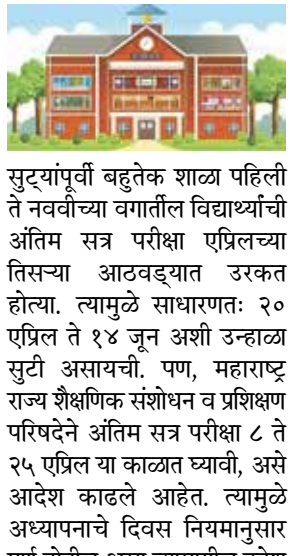 सुट्यांपूर्वी बहुतेक शाळा पहिली
ते नववीच्या वर्गातील विद्यार्थ्यांची
अंतिम सत्र परीक्षा एप्रिलच्या
तिसऱ्या आठवड्यात उरकत
होत्या. त्यामुळे साधारणतः २०
एप्रिल ते १४ जून अशी उन्हाळा
सुटी असायची. पण, महाराष्ट्र
राज्य शैक्षणिक संशोधन व प्रशिक्षण
परिषदेने अंतिम सत्र परीक्षा ८ ते
२५ एप्रिल या काळात घ्यावी, असे
आदेश काढले आहेत. त्यामुळे
अध्यापनाचे दिवस नियमानुसार